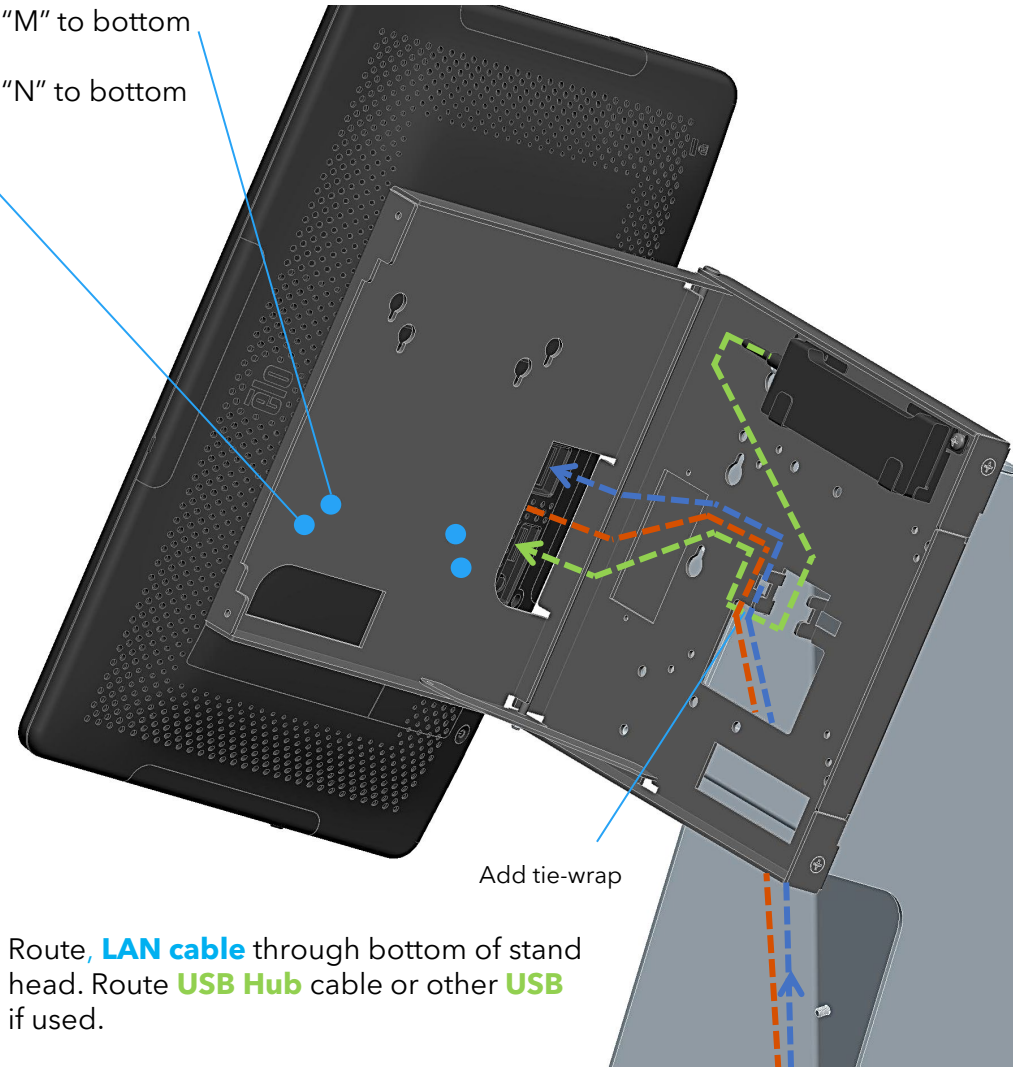 “M” to bottom
“N” to bottom
elo
Add tie-wrap
Route, LAN cable through bottom of stand
head. Route USB Hub cable or other USB
if used.